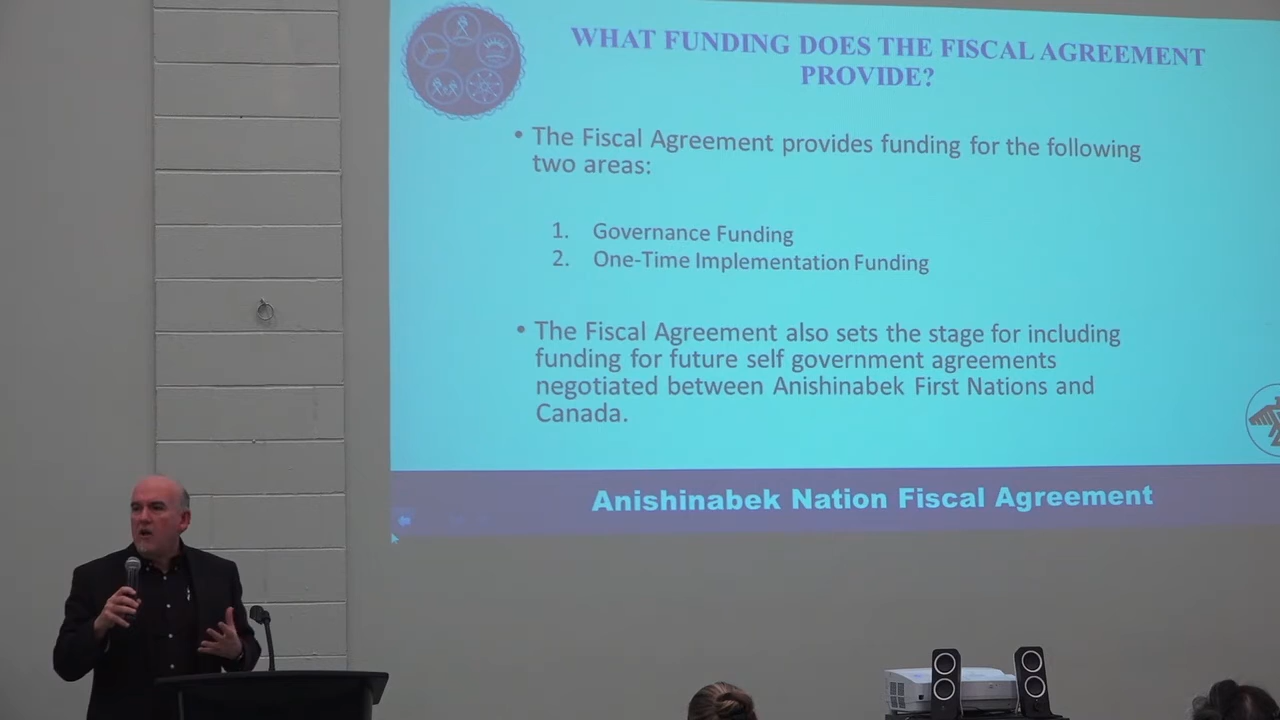 WHAT FUNDING DOES THE FISCAL AGREEMENT
PROVIDE?
• The Fiscal Agreement provides funding for the following
two areas:
1. Governance Funding
2. One-Time Implementation Funding
• The Fiscal Agreement also sets the stage for including
funding for future self government agreements
negotiated between Anishinabek First Nations and
Canada.
Anishinabek Nation Fiscal Agreement